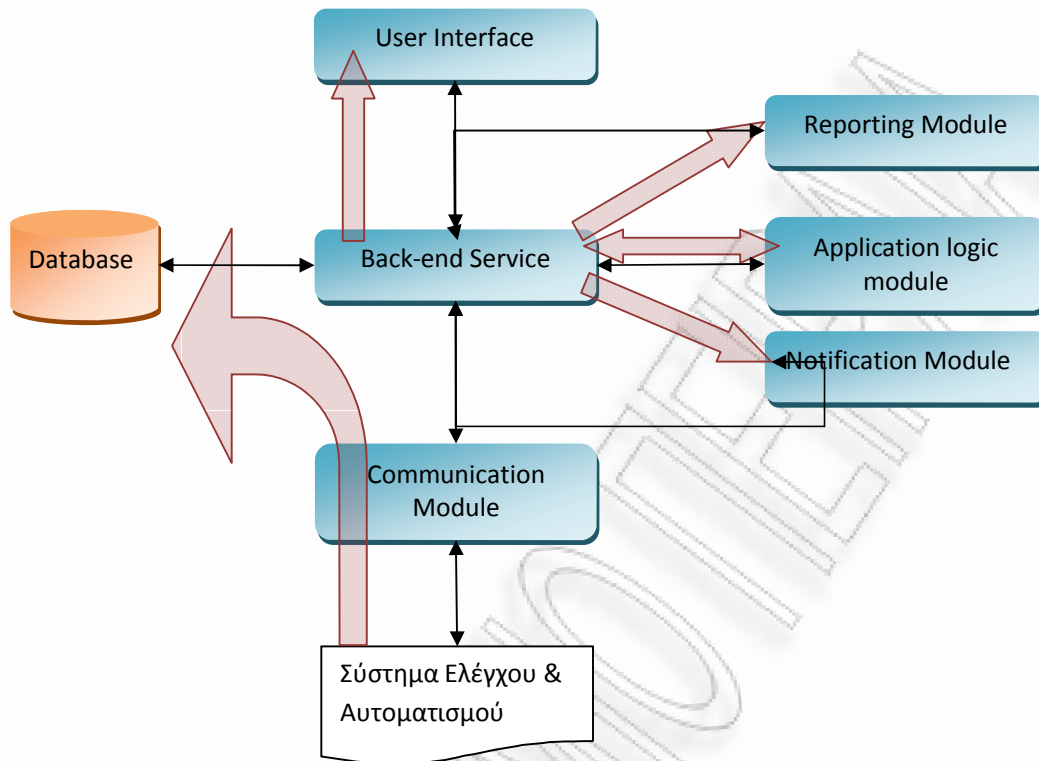 User Interface
Reporting Module
Database
Back-end Service
Application logic
module
Notification Module
Communication
Module
Σύστημα Ελέγχου &
Αυτοματισμού